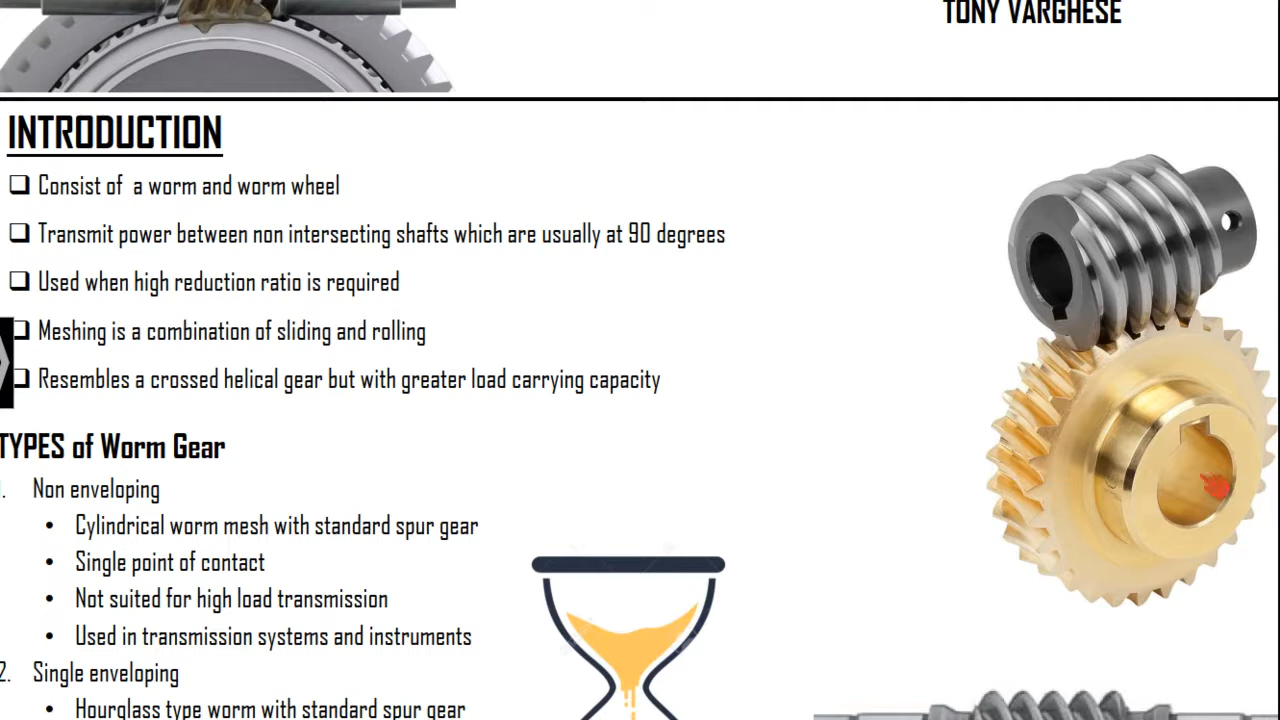 TONY VARGHESE
INTRODUCTION
Consist of a worm and worm wheel
Transmit power between non intersecting shafts which are usually at 90 degrees
Used when high reduction ratio is required
Meshing is a combination of sliding and rolling
Resembles a crossed helical gear but with greater load carrying capacity
TYPES of Worm Gear
Non enveloping
• Cylindrical worm mesh with standard spur gear
• Single point of contact
• Not suited for high load transmission
• Used in transmission systems and instruments
2. Single enveloping
• Hourglass type worm with standard spur gear